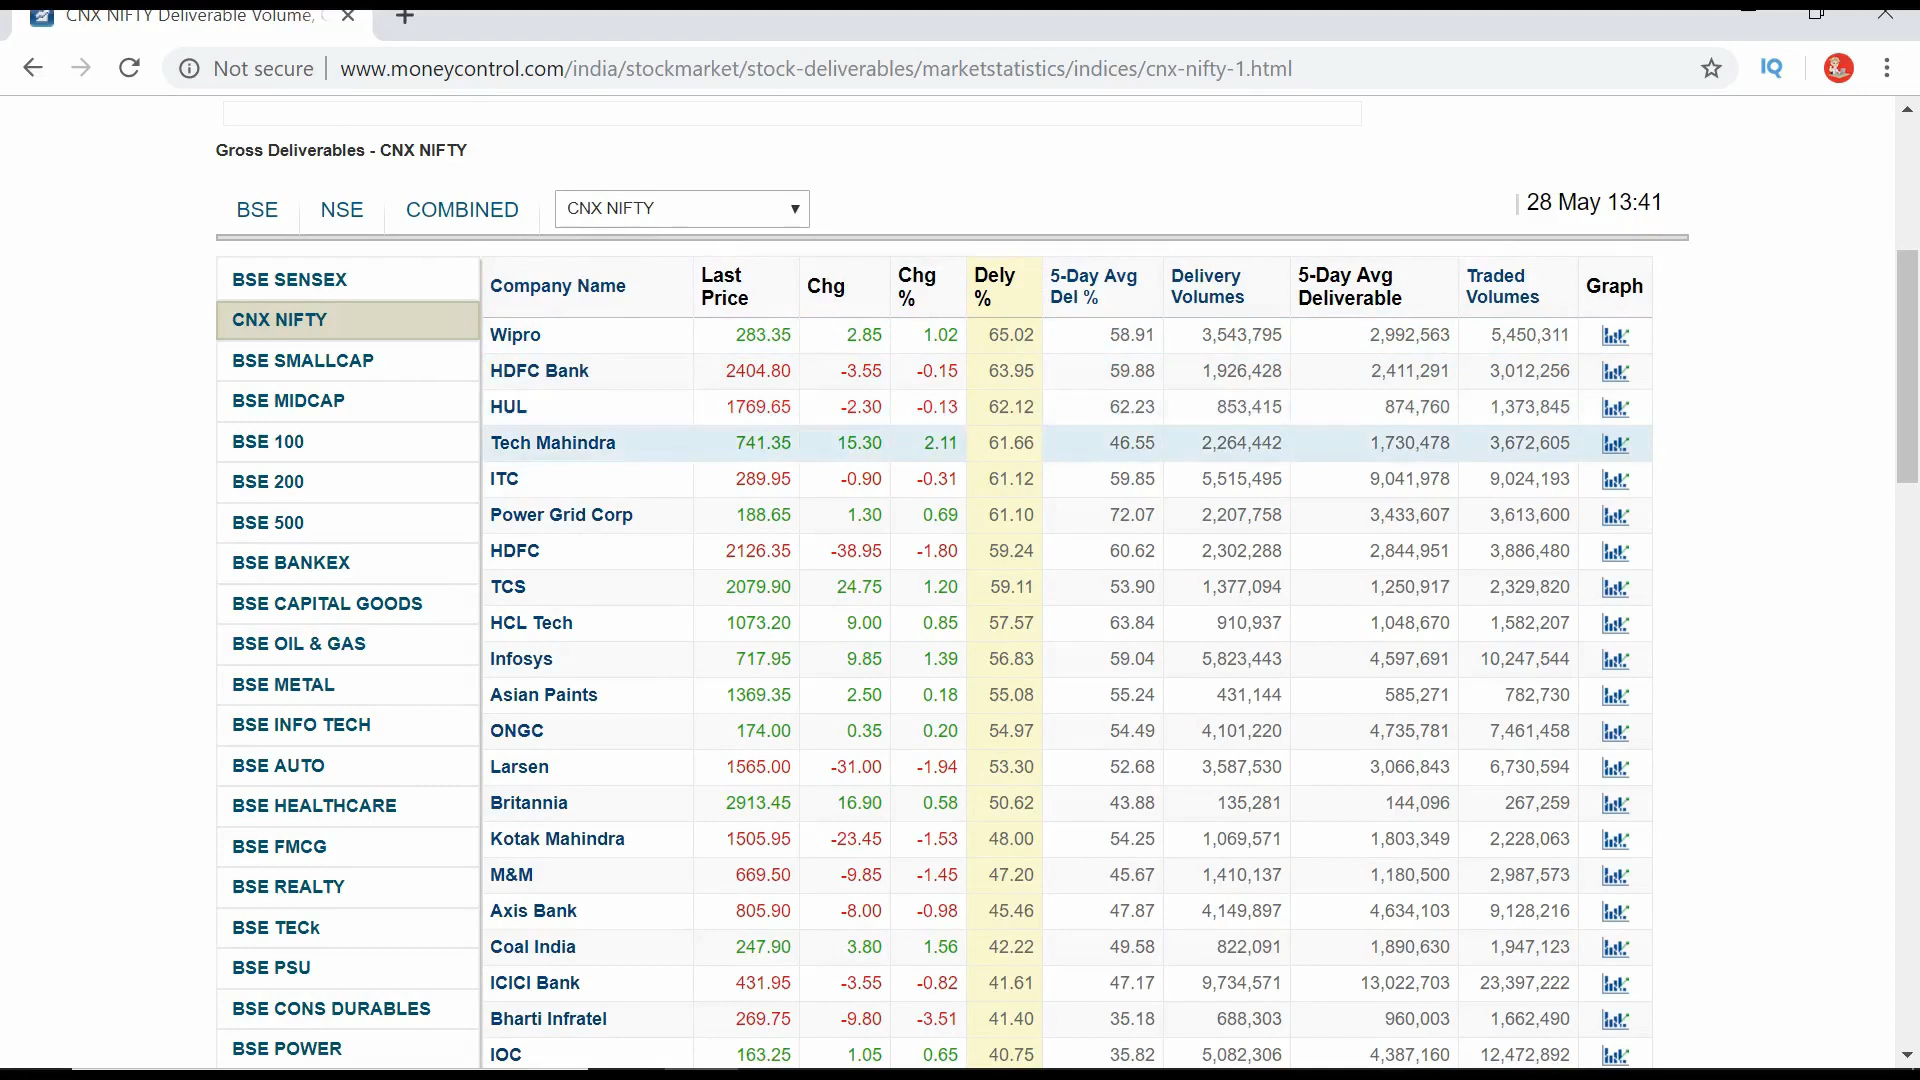 CNX NIFTY Deliverable Volume,
Not secure www.moneycontrol.com/india/stockmarket/stock-deliverables/marketstatistics/indices/cnx-nifty-1.html IQ
Gross Deliverables - CNX NIFTY
BSE NSE COMBINED CNX NIFTY 28 May 13:41
BSE SENSEX
CNX NIFTY
BSE SMALLCAP
BSE MIDCAP
BSE 100
BSE 200
BSE 500
BSE BANKEX
BSE CAPITAL GOODS
BSE OIL & GAS
BSE METAL
BSE INFO TECH
BSE AUTO
BSE HEALTHCARE
BSE FMCG
BSE REALTY
BSE TECk
BSE PSU
BSE CONS DURABLES
BSE POWER
Company Name Last Price Chg Chg % Dely % 5-Day Avg Del % Delivery Volumes 5-Day Avg Deliverable Traded Volumes Graph
Wipro 283.35 2.85 1.02 65.02 58.91 3,543,795 2,992,563 5,450,311
HDFC Bank 2404.80 -3.55 -0.15 63.95 59.88 1,926,428 2,411,291 3,012,256
HUL 1769.65 -2.30 -0.13 62.12 62.23 853,415 874,760 1,373,845
Tech Mahindra 741.35 15.30 2.11 61.66 46.55 2,264,442 1,730,478 3,672,605
ITC 289.95 -0.90 -0.31 61.12 59.85 5,515,495 9,041,978 9,024,193
Power Grid Corp 188.65 1.30 0.69 61.10 72.07 2,207,758 3,433,607 3,613,600
HDFC 2126.35 -38.95 -1.80 59.24 60.62 2,302,288 2,844,951 3,886,480
TCS 2079.90 24.75 1.20 59.11 53.90 1,377,094 1,250,917 2,329,820
HCL Tech 1073.20 9.00 0.85 57.57 63.84 910,937 1,048,670 1,582,207
Infosys 717.95 9.85 1.39 56.83 59.04 5,823,443 4,597,691 10,247,544
Asian Paints 1369.35 2.50 0.18 55.08 55.24 431,144 585,271 782,730
ONGC 174.00 0.35 0.20 54.97 54.49 4,101,220 4,735,781 7,461,458
Larsen 1565.00 -31.00 -1.94 53.30 52.68 3,587,530 3,066,843 6,730,594
Britannia 2913.45 16.90 0.58 50.62 43.88 135,281 144,096 267,259
Kotak Mahindra 1505.95 -23.45 -1.53 48.00 54.25 1,069,571 1,803,349 2,228,063
M&M 669.50 -9.85 -1.45 47.20 45.67 1,410,137 1,180,500 2,987,573
Axis Bank 805.90 -8.00 -0.98 45.46 47.87 4,149,897 4,634,103 9,128,216
Coal India 247.90 3.80 1.56 42.22 49.58 822,091 1,890,630 1,947,123
ICICI Bank 431.95 -3.55 -0.82 41.61 47.17 9,734,571 13,022,703 23,397,222
Bharti Infratel 269.75 -9.80 -3.51 41.40 35.18 688,303 960,003 1,662,490
IOC 163.25 1.05 0.65 40.75 35.82 5,082,306 4,387,160 12,472,892